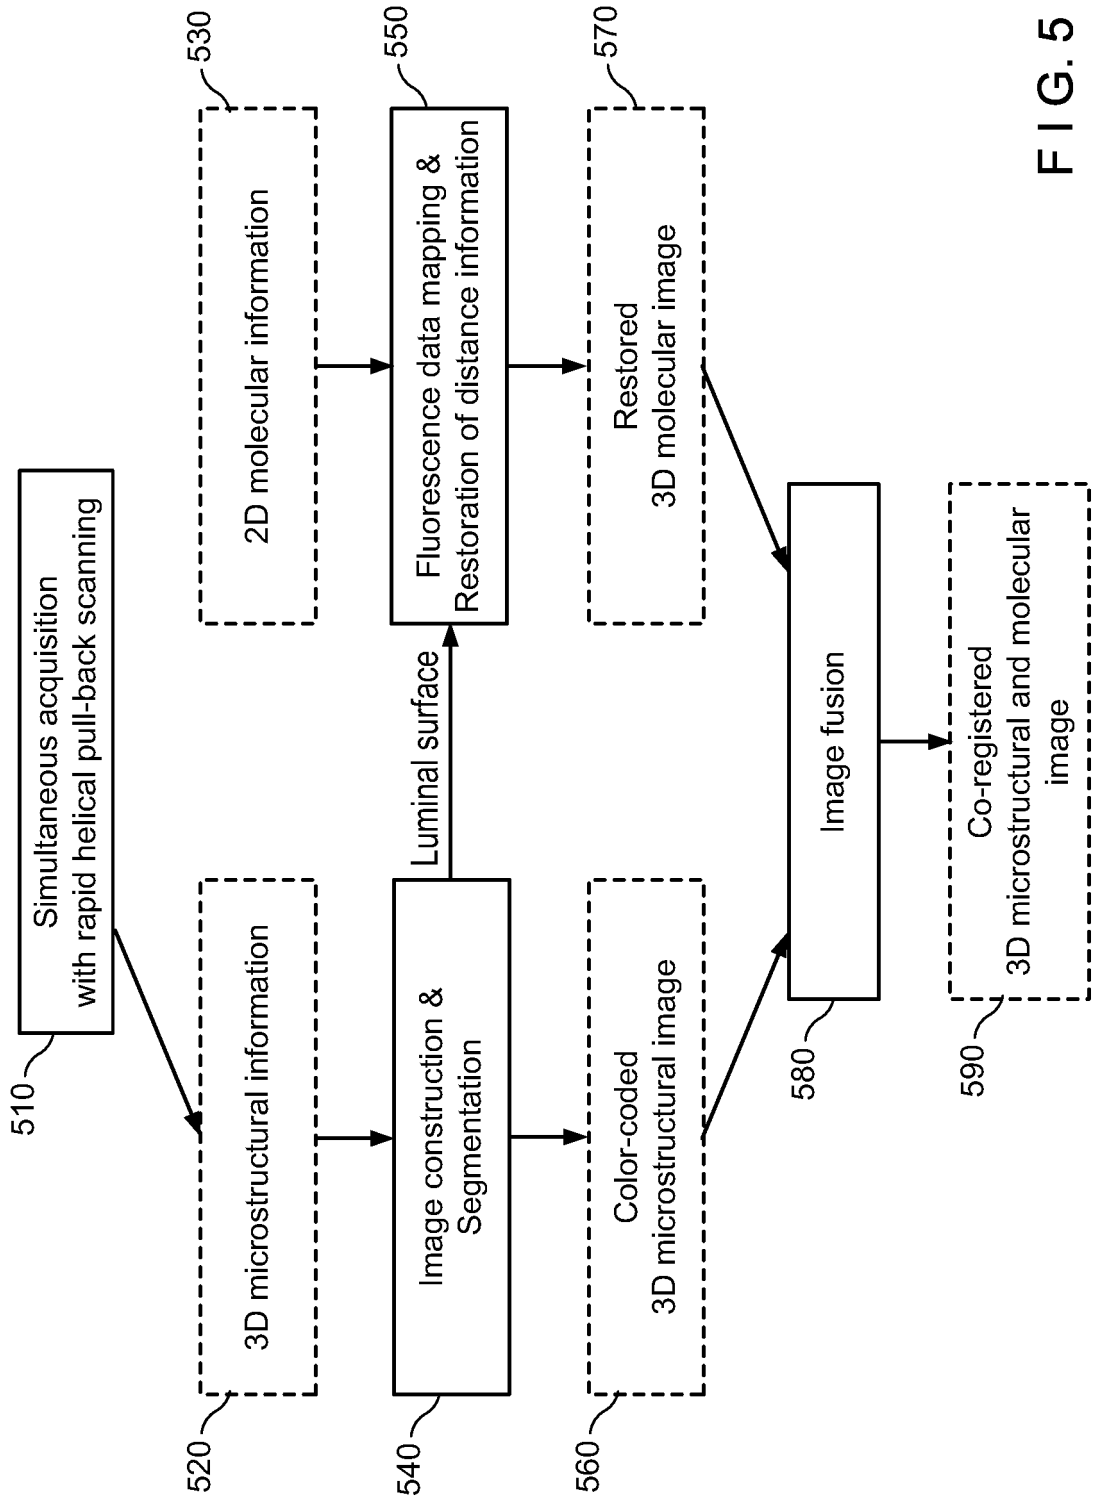 510
Simultaneous acquisition
with rapid helical pull-back scanning
520
3D microstructural information
530
2D molecular information
540
Image construction &
Segmentation
Luminal surface
550
Fluorescence data mapping &
Restoration of distance information
560
Color-coded
3D microstructural image
570
Restored
3D molecular image
580
Image fusion
590
Co-registered
3D microstructural and molecular
image
F I G. 5